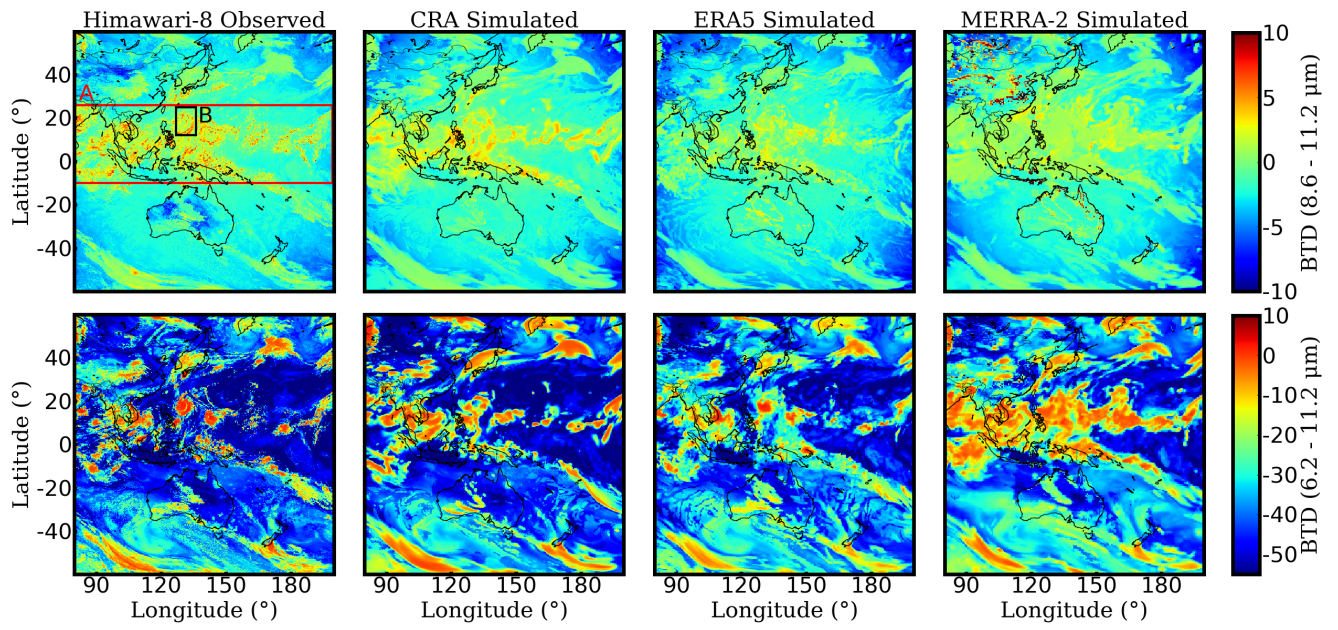 Himawari-8 Observed CRA Simulated ERA5 Simulated MERRA-2 Simulated
40
20
0
-20
-40
Latitude (°)
A
B
10
5
0
-5
-10
BTD (8.6 - 11.2 μm)
40
20
0
-20
-40
Latitude (°)
10
0
-10
-20
-30
-40
-50
BTD (6.2 - 11.2 μm)
90 120 150 180 90 120 150 180 90 120 150 180 90 120 150 180
Longitude (°) Longitude (°) Longitude (°) Longitude (°)